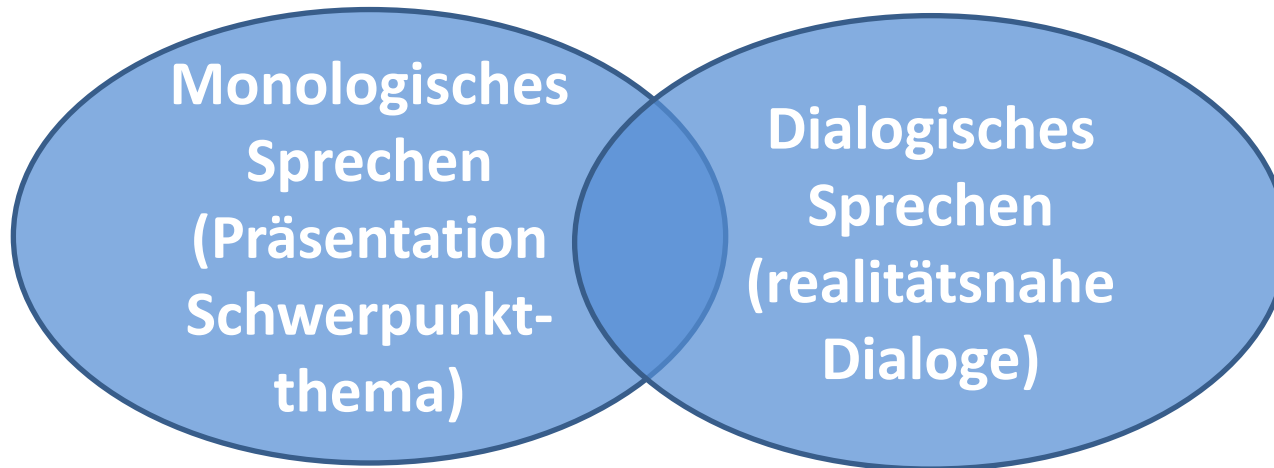 Monologisches
Sprechen
(Präsentation
Schwerpunkt-
thema)
Dialogisches
Sprechen
(realitätsnahe
Dialoge)